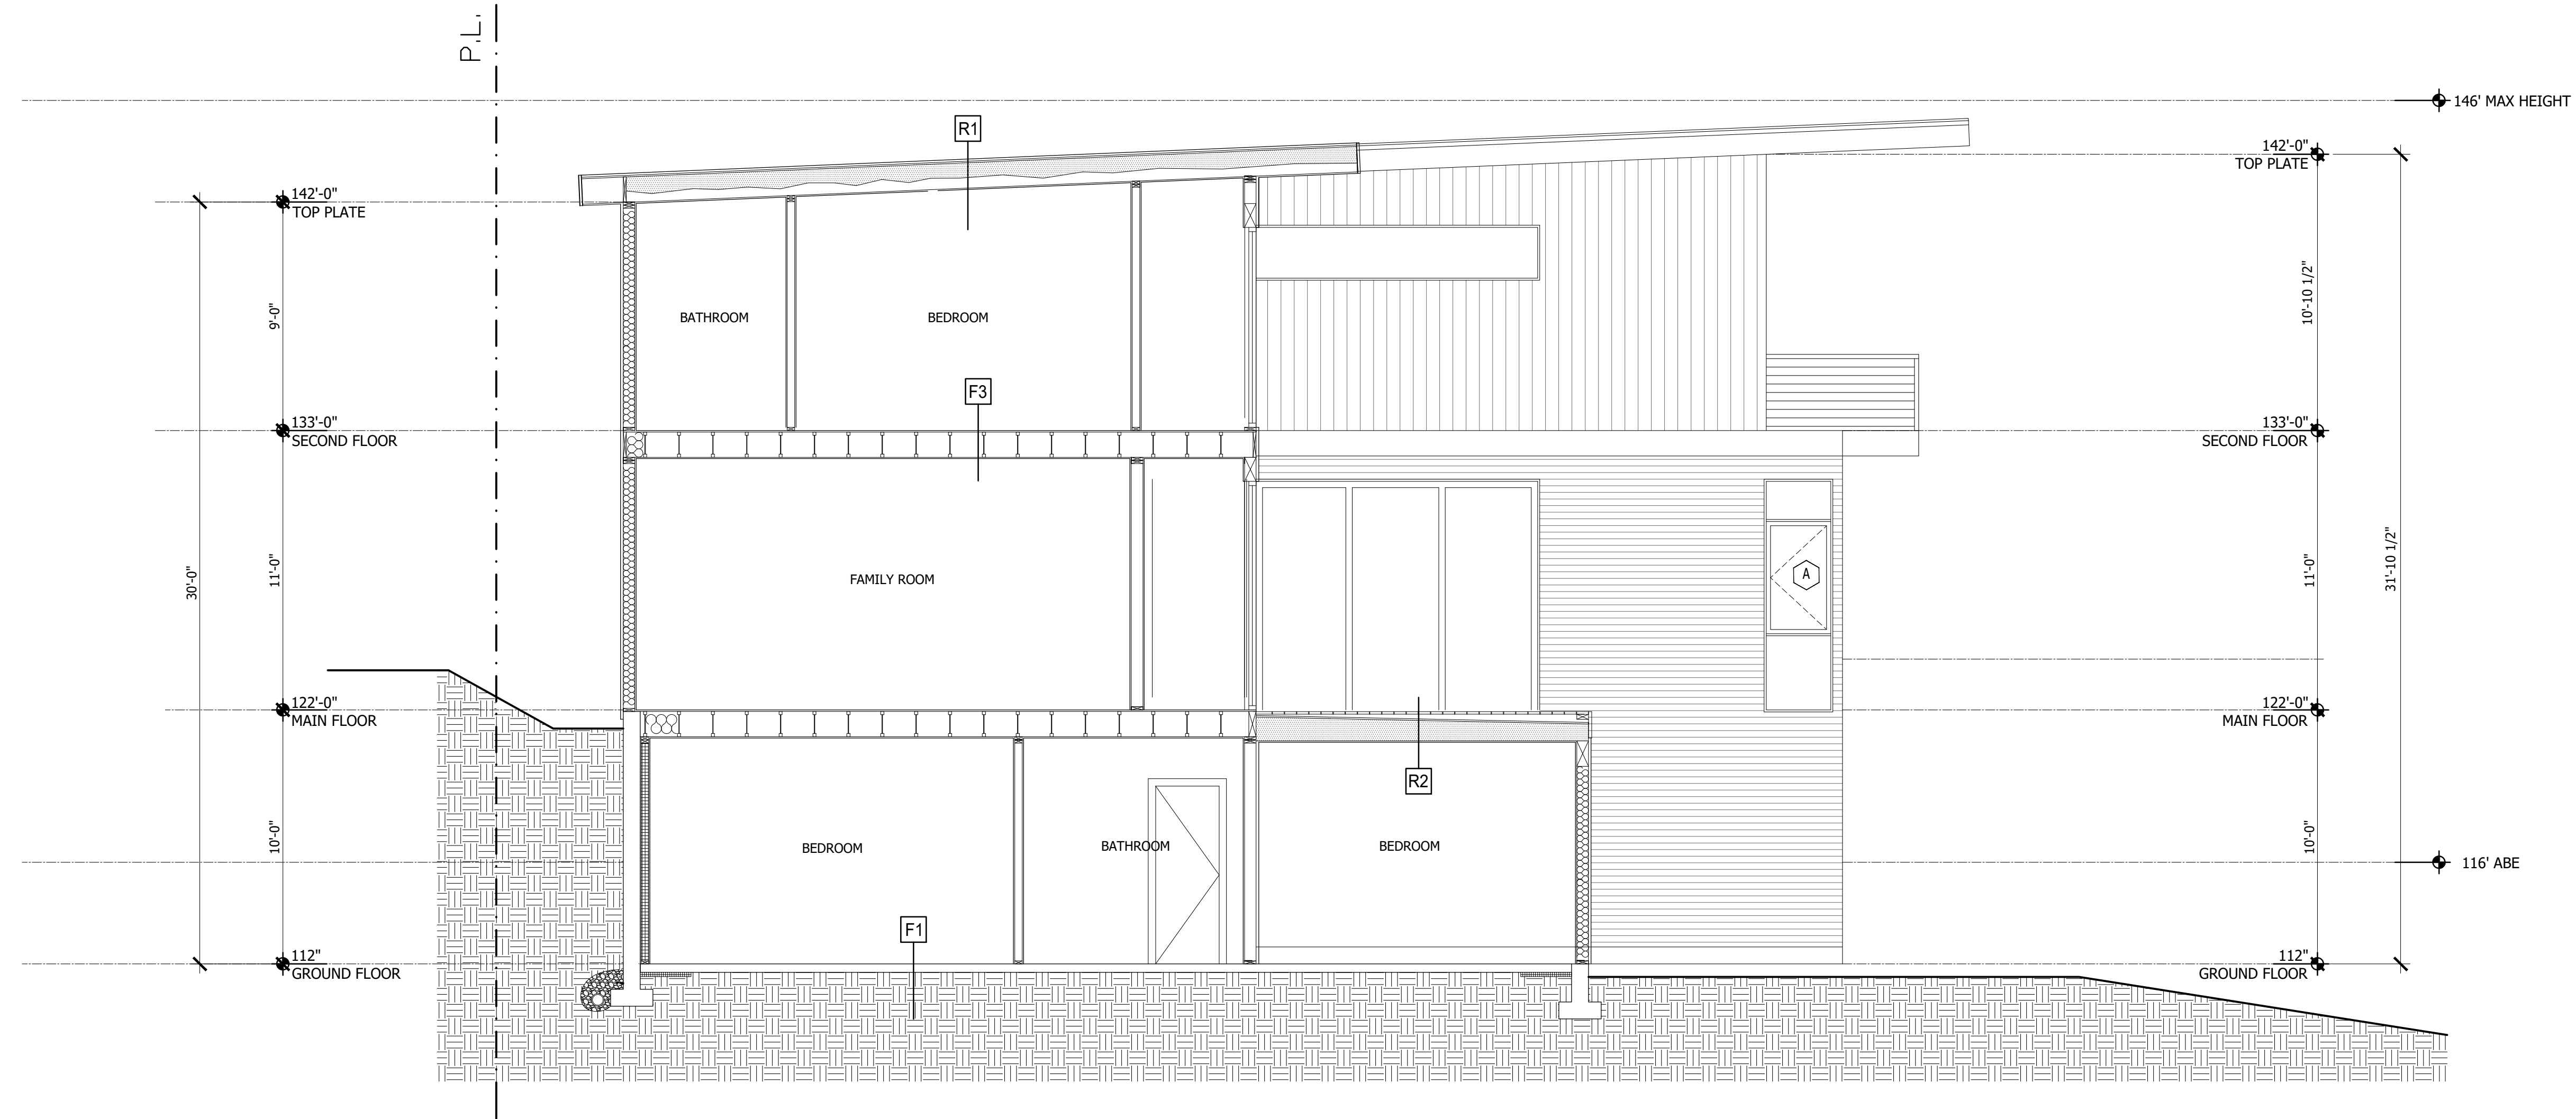 P.L.
146' MAX HEIGHT
R1
142'-0"
TOP PLATE
142'-0"
TOP PLATE
9'-0"
BATHROOM
BEDROOM
10'-10 1/2"
F3
133'-0"
SECOND FLOOR
133'-0"
SECOND FLOOR
30'-0"
11'-0"
FAMILY ROOM
A
11'-0"
31'-10 1/2"
122'-0"
MAIN FLOOR
122'-0"
MAIN FLOOR
R2
10'-0"
BEDROOM
BATHROOM
BEDROOM
10'-0"
116' ABE
F1
112"
GROUND FLOOR
112"
GROUND FLOOR